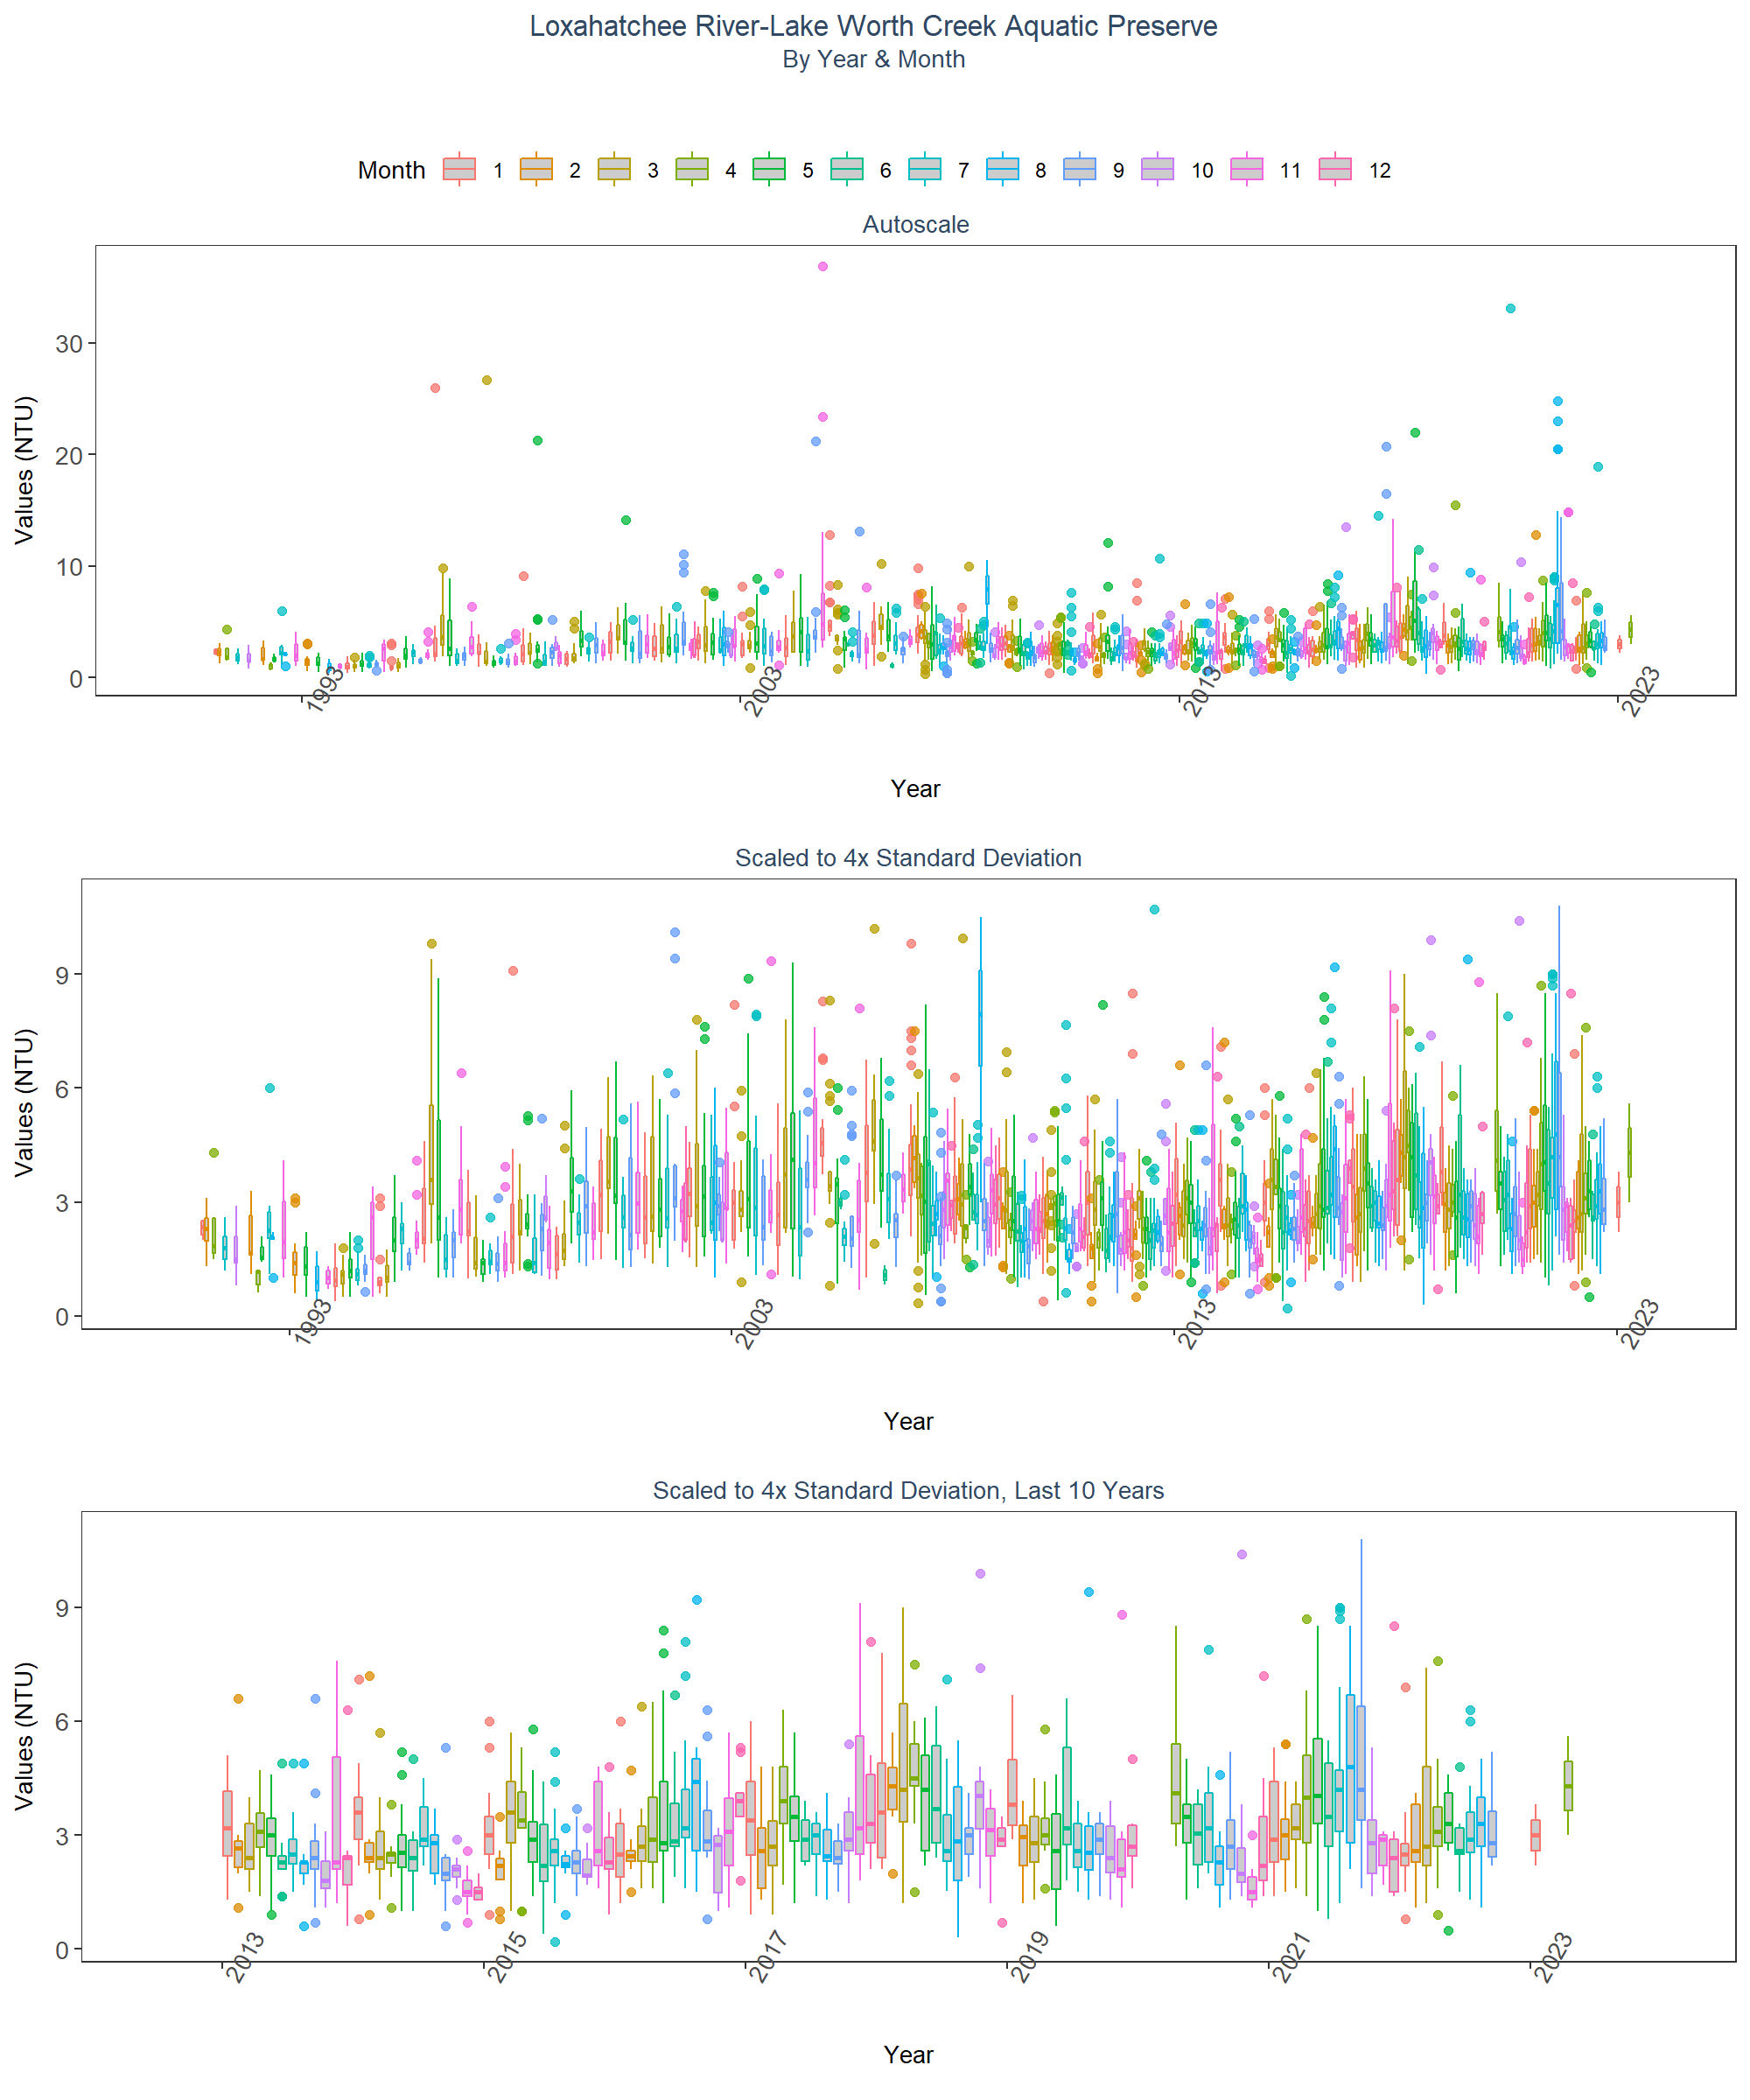 Loxahatchee River-Lake Worth Creek Aquatic Preserve
By Year & Month
Month 1 2 3 4 5 6 7 8 9 10 11 12
Autoscale
Values (NTU)
30
20
10
0
1993 2003 2013 2023
Year
Scaled to 4x Standard Deviation
Values (NTU)
9
6
3
0
1993 2003 2013 2023
Year
Scaled to 4x Standard Deviation, Last 10 Years
Values (NTU)
9
6
3
0
2013 2015 2017 2019 2021 2023
Year